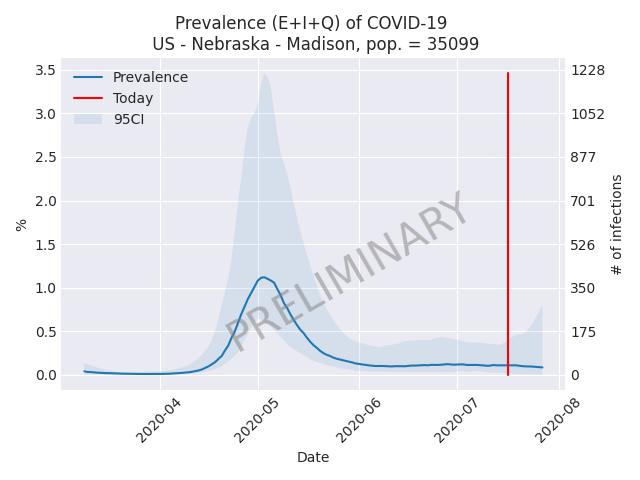 Prevalence (E+I+Q) of COVID-19
US - Nebraska - Madison, pop. = 35099
Prevalence
Today
95CI
3.5
3.0
2.5
2.0
1.5
1.0
0.5
0.0
%
1228
1052
877
701
526
350
175
0
# of infections
PRELIMINARY
2020-04
2020-05
2020-06
2020-07
2020-08
Date